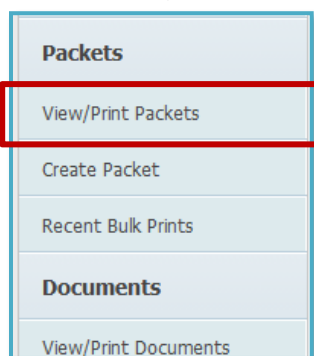 Packets
View/Print Packets
Create Packet
Recent Bulk Prints
Documents
View/Print Documents